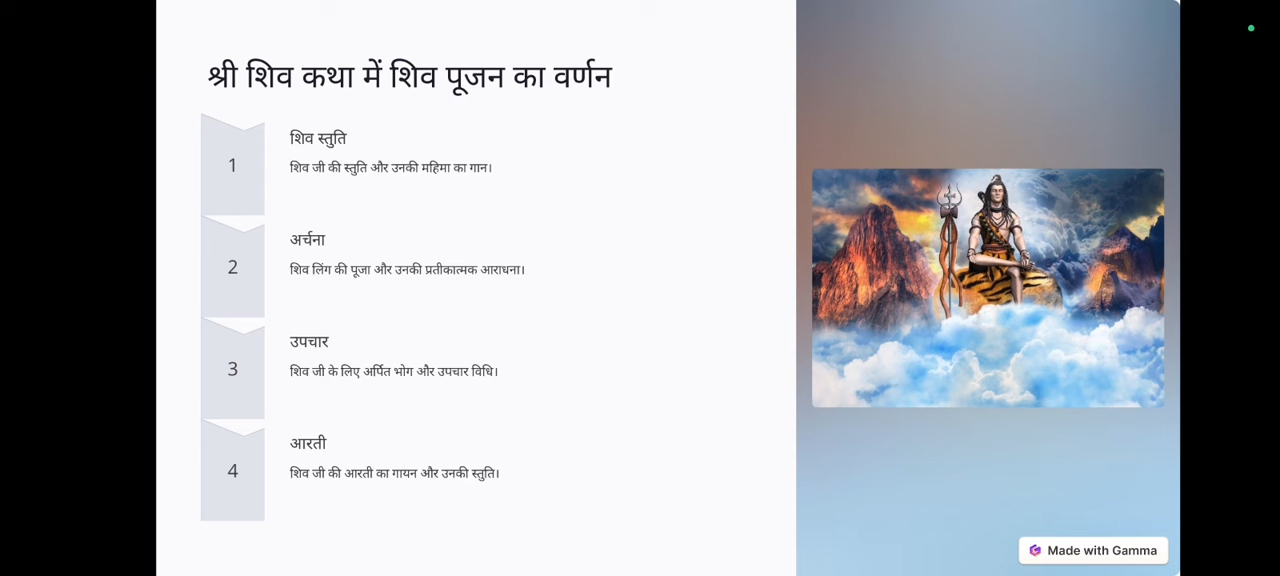 श्री शिव कथा में शिव पूजन का वर्णन
1
शिव स्तुति
शिव जी की स्तुति और उनकी महिमा का गान।
2
अर्चना
शिव लिंग की पूजा और उनकी प्रतीकात्मक आराधना।
3
उपचार
शिव जी के लिए अर्पित भोग और उपचार विधि।
4
आरती
शिव जी की आरती का गायन और उनकी स्तुति।
Made with Gamma